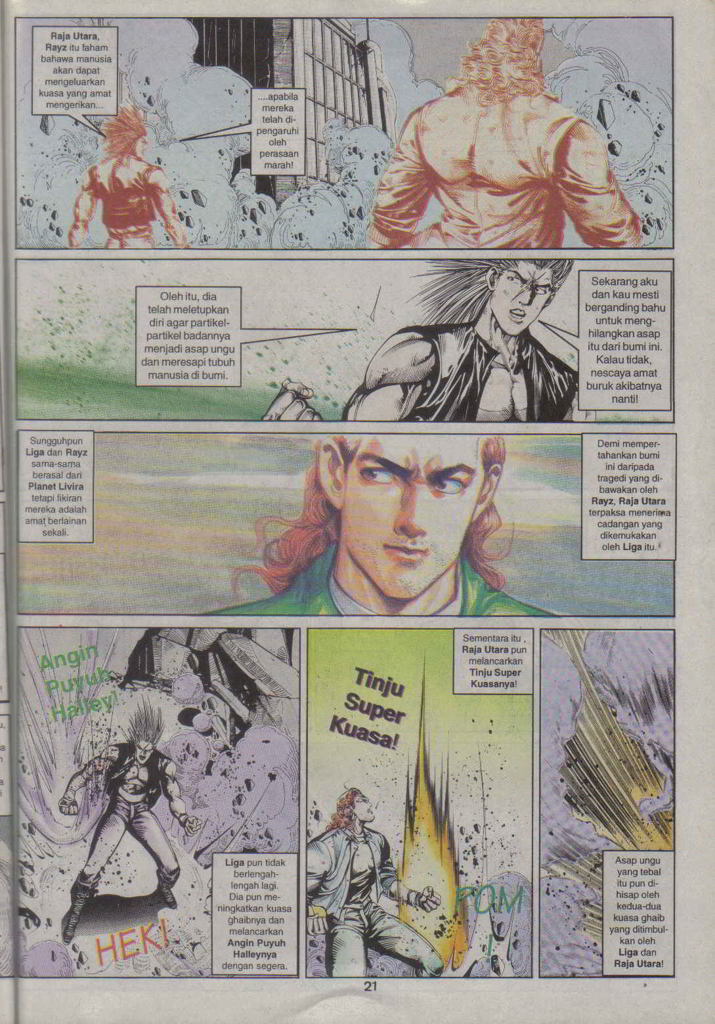 Raja Utara,
Rayz itu faham
bahawa manusia
akan dapat
mengeluarkan
kuasa yang amat
mengerikan...
....apabila
mereka
telah di-
pengaruhi
oleh
perasaan
marah!
Oleh itu, dia
telah meletupkan
diri agar partikel-
partikel badannya
menjadi asap ungu
dan meresapi tubuh
manusia di bumi.
Sekarang aku
dan kau mesti
berganding bahu
untuk meng-
hilangkan asap
itu dari bumi ini.
Kalau tidak,
nescaya amat
buruk akibatnya
nanti!
Sungguhpun
Liga dan Rayz
sama-sama
berasal dari
Planet Livira
tetapi fikiran
mereka adalah
amat berlainan
sekali.
Demi memper-
tahankan bumi
ini daripada
tragedi yang di-
bawakan oleh
Rayz, Raja Utara
terpaksa menerima
cadangan yang
dikemukakan
oleh Liga itu.
Angin
Puyuh
Halley!
HEK!
Liga pun tidak
berlengah-
lengah lagi.
Dia pun me-
ningkatkan kuasa
ghaibnya dan
melancarkan
Angin Puyuh
Halleynya
dengan segera.
Sementara itu,
Raja Utara pun
melancarkan
Tinju Super
Kuasanya!
Tinju
Super
Kuasa!
POM
!
Asap ungu
yang tebal
itu pun di-
hisap oleh
kedua-dua
kuasa ghaib
yang ditimbul-
kan oleh
Liga dan
Raja Utara!
21